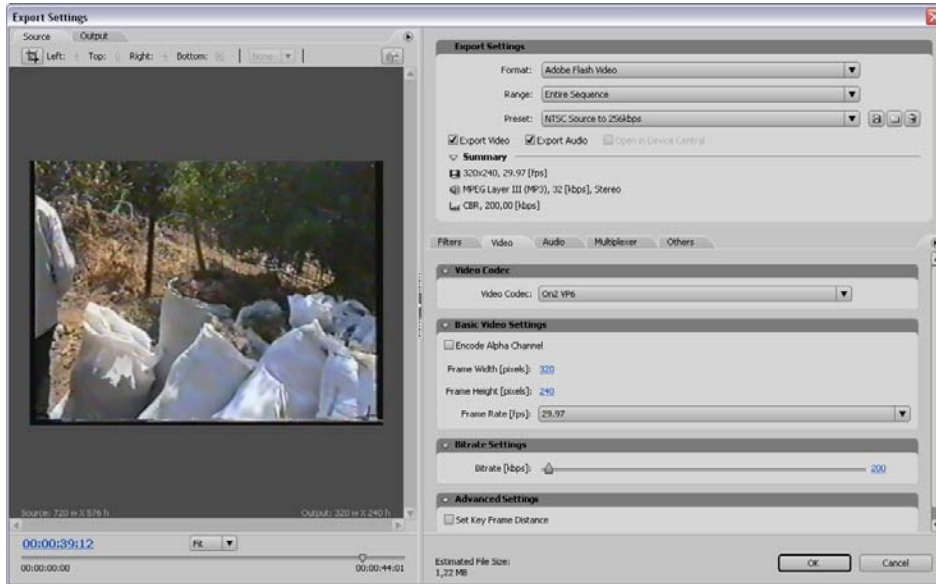 Export Settings
Source Output
Left: Top: Right: Bottom: None
Source: 720 w X 576 h Output: 320 w X 240 h
00:00:39:12 Fit
00:00:00:00 00:00:44:01
Export Settings
Format: Adobe Flash Video
Range: Entire Sequence
Preset: NTSC Source to 256kbps
Export Video Export Audio Open in Device Central
Summary
320x240, 29.97 [fps]
MPEG Layer III (MP3), 32 [kbps], Stereo
CBR, 200,00 [kbps]
Filters Video Audio Multiplexer Others
Video Codec
Video Codec: On2 VP6
Basic Video Settings
Encode Alpha Channel
Frame Width [pixels]: 320
Frame Height [pixels]: 240
Frame Rate [fps]: 29.97
Bitrate Settings
Bitrate [kbps]: 200
Advanced Settings
Set Key Frame Distance
Estimated File Size:
1,22 MB
OK Cancel